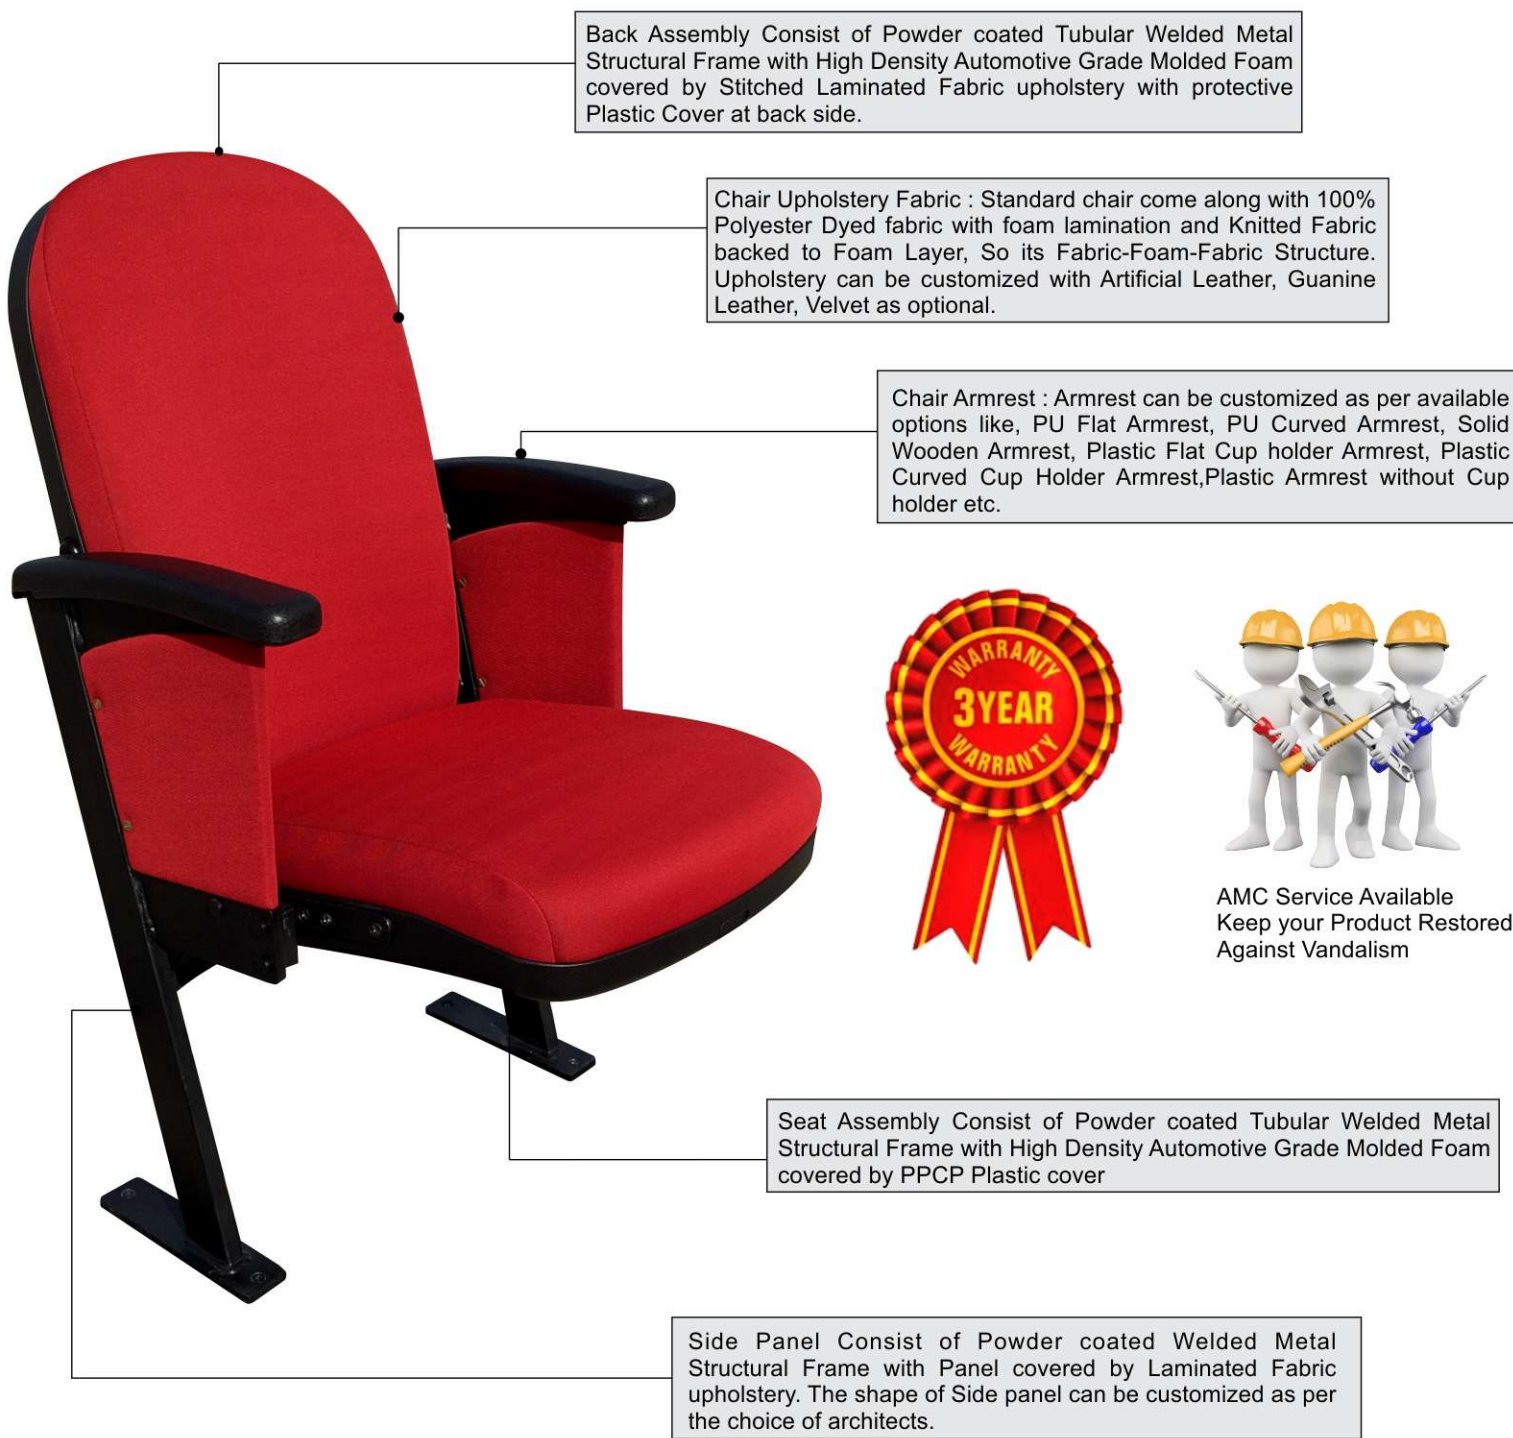 Back Assembly Consist of Powder coated Tubular Welded Metal
Structural Frame with High Density Automotive Grade Molded Foam
covered by Stitched Laminated Fabric upholstery with protective
Plastic Cover at back side.
Chair Upholstery Fabric : Standard chair come along with 100%
Polyester Dyed fabric with foam lamination and Knitted Fabric
backed to Foam Layer, So its Fabric-Foam-Fabric Structure.
Upholstery can be customized with Artificial Leather, Guanine
Leather, Velvet as optional.
Chair Armrest : Armrest can be customized as per available
options like, PU Flat Armrest, PU Curved Armrest, Solid
Wooden Armrest, Plastic Flat Cup holder Armrest, Plastic
Curved Cup Holder Armrest,Plastic Armrest without Cup
holder etc.
WARRANTY
3 YEAR
WARRANTY
AMC Service Available
Keep your Product Restored
Against Vandalism
Seat Assembly Consist of Powder coated Tubular Welded Metal
Structural Frame with High Density Automotive Grade Molded Foam
covered by PPCP Plastic cover
Side Panel Consist of Powder coated Welded Metal
Structural Frame with Panel covered by Laminated Fabric
upholstery. The shape of Side panel can be customized as per
the choice of architects.